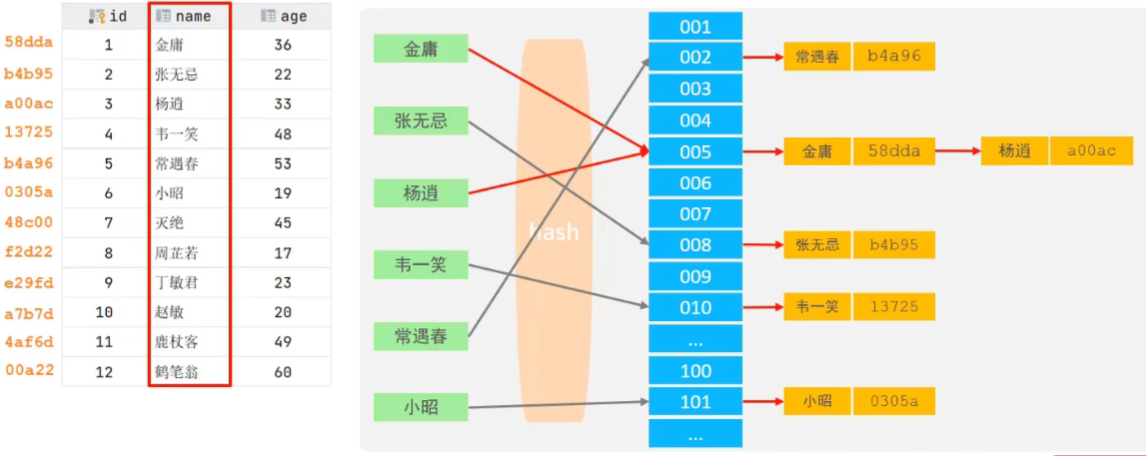 id name age
58dda 1 金庸 36
b4b95 2 张无忌 22
a00ac 3 杨逍 33
13725 4 韦一笑 48
b4a96 5 常遇春 53
0305a 6 小昭 19
48c00 7 灭绝 45
f2d22 8 周芷若 17
e29fd 9 丁敏君 23
a7b7d 10 赵敏 20
4af6d 11 鹿杖客 49
00a22 12 鹤笔翁 60
金庸
张无忌
杨逍
韦一笑
常遇春
小昭
hash
001
002 常遇春 b4a96
003
004
005 金庸 58dda 杨逍 a00ac
006
007
008 张无忌 b4b95
009
010 韦一笑 13725
...
100
101 小昭 0305a
...